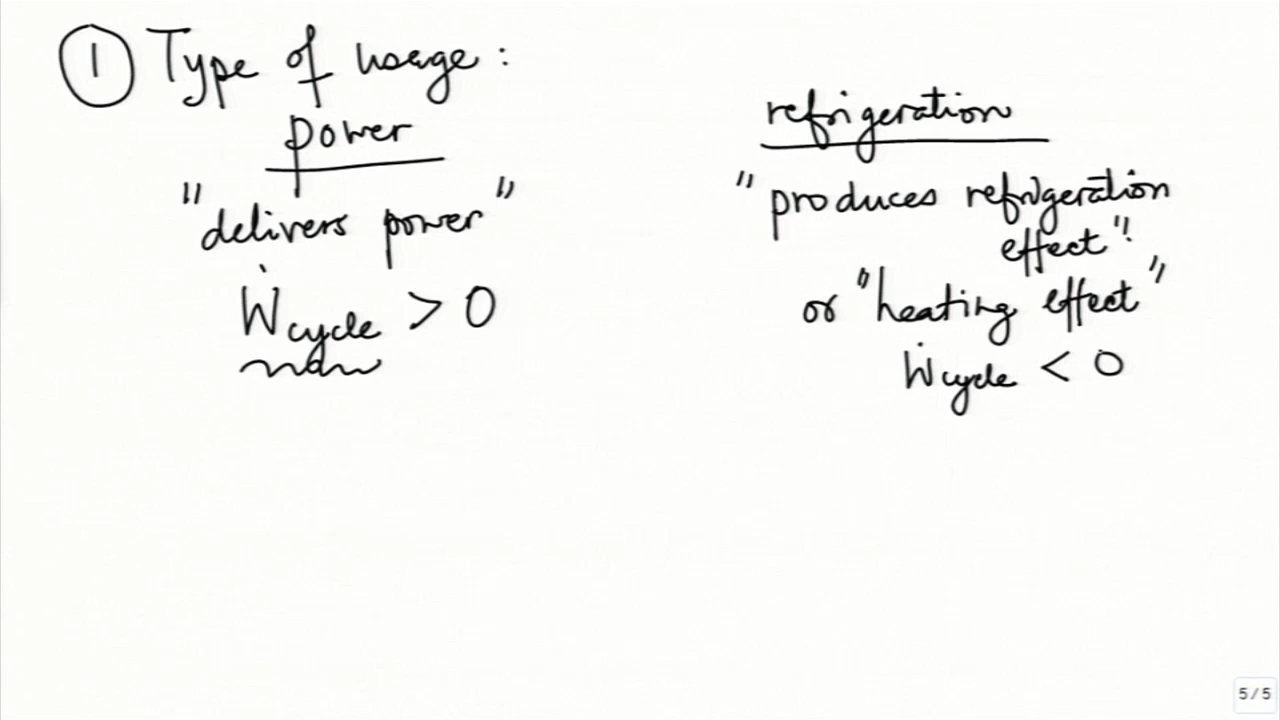 ① Type of usage:
power
"delivers power"
Ẇcycle > 0
refrigeration
"produces refrigeration
effect"
or "heating effect"
Ẇcycle < 0
5/5